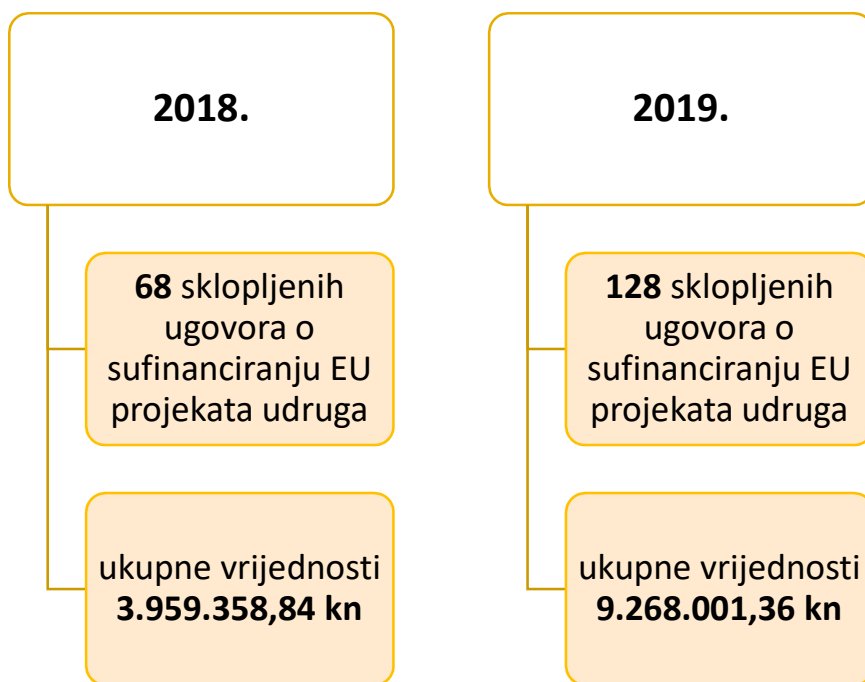 2018.
68 sklopljenih
ugovora o
sufinanciranju EU
projekata udruga
ukupne vrijednosti
3.959.358,84 kn
2019.
128 sklopljenih
ugovora o
sufinanciranju EU
projekata udruga
ukupne vrijednosti
9.268.001,36 kn